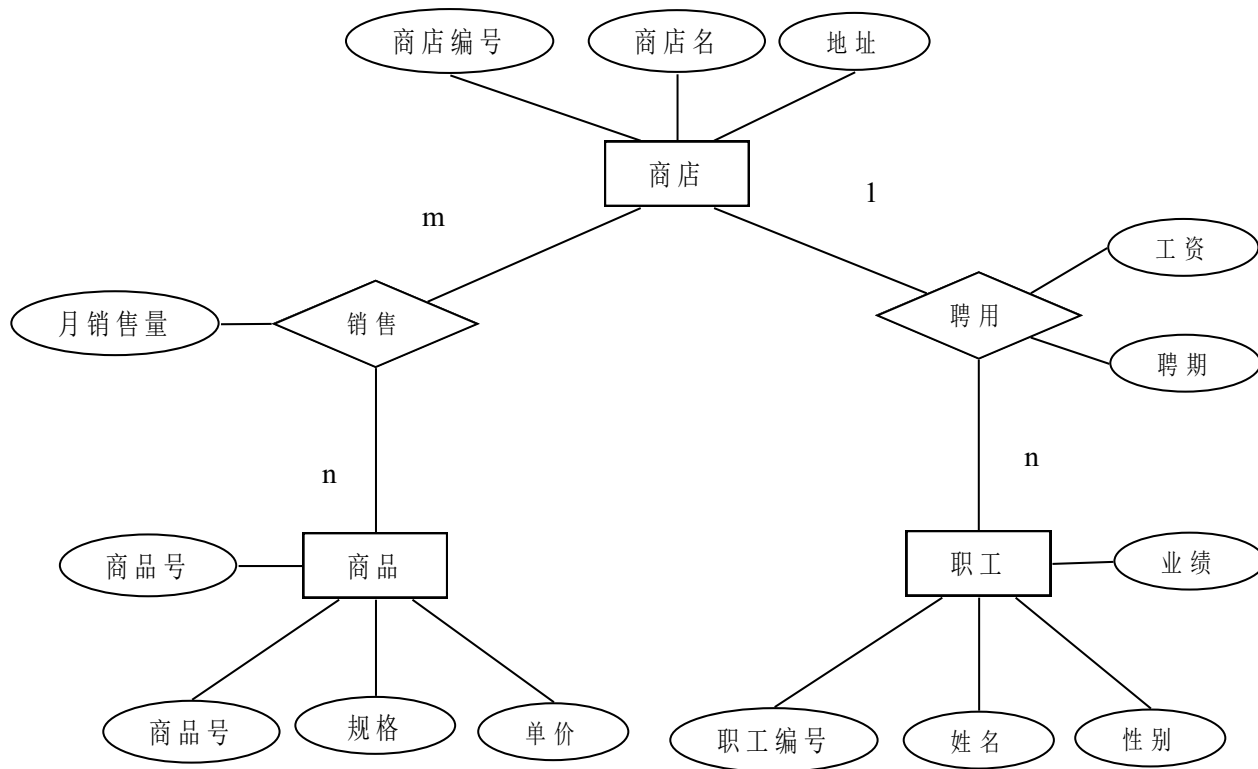 商店编号
商店名
地址
商店
m
1
工资
月销售量
销售
聘用
聘期
n
n
商品号
商品
职工
业绩
商品号
规格
单价
职工编号
姓名
性别